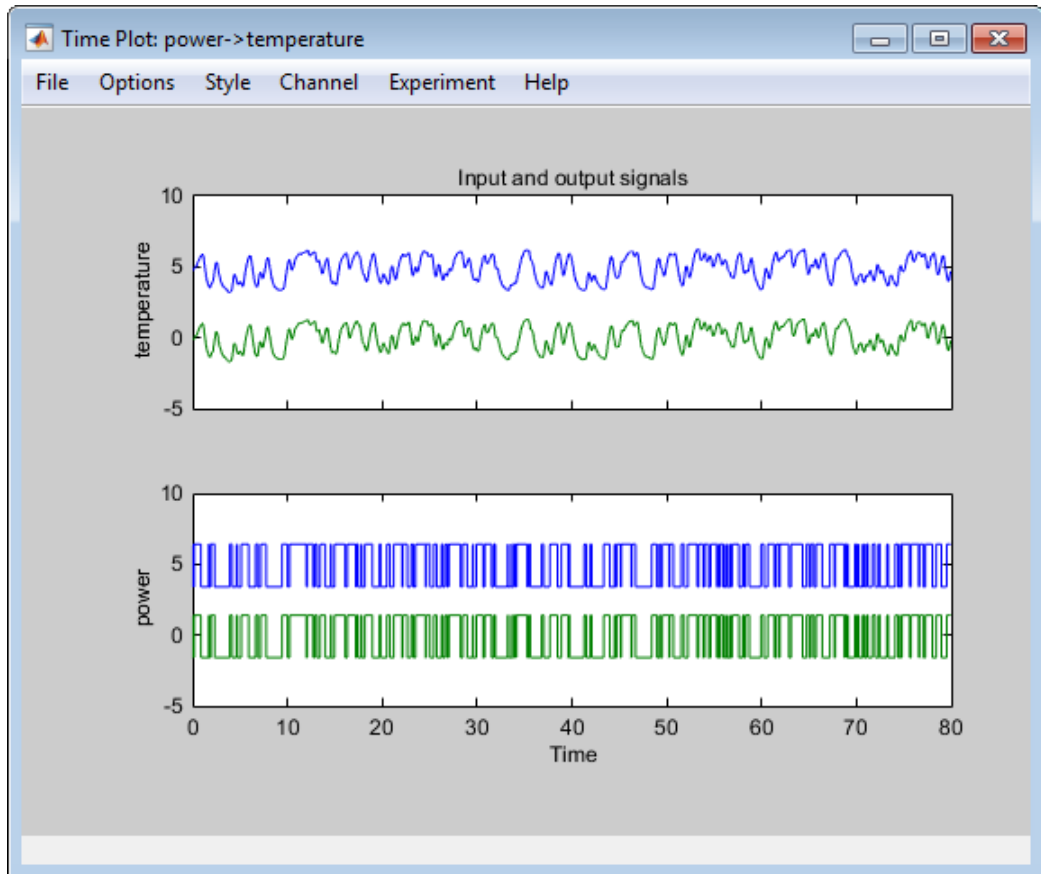 Time Plot: power->temperature
File Options Style Channel Experiment Help
Input and output signals
10
5
0
-5
temperature
10
5
0
-5
power
0 10 20 30 40 50 60 70 80
Time